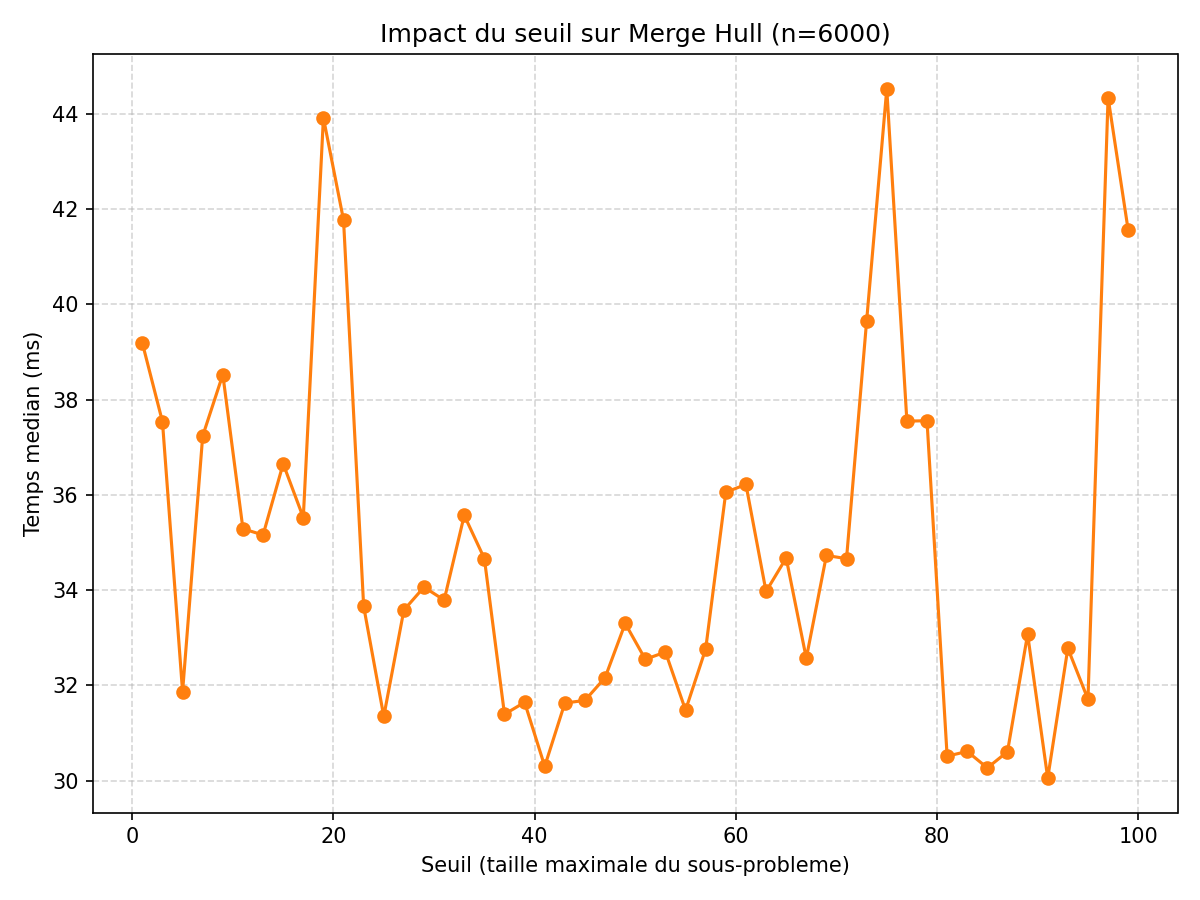 Impact du seuil sur Merge Hull (n=6000)
Temps median (ms)
44
42
40
38
36
34
32
30
0 20 40 60 80 100
Seuil (taille maximale du sous-probleme)